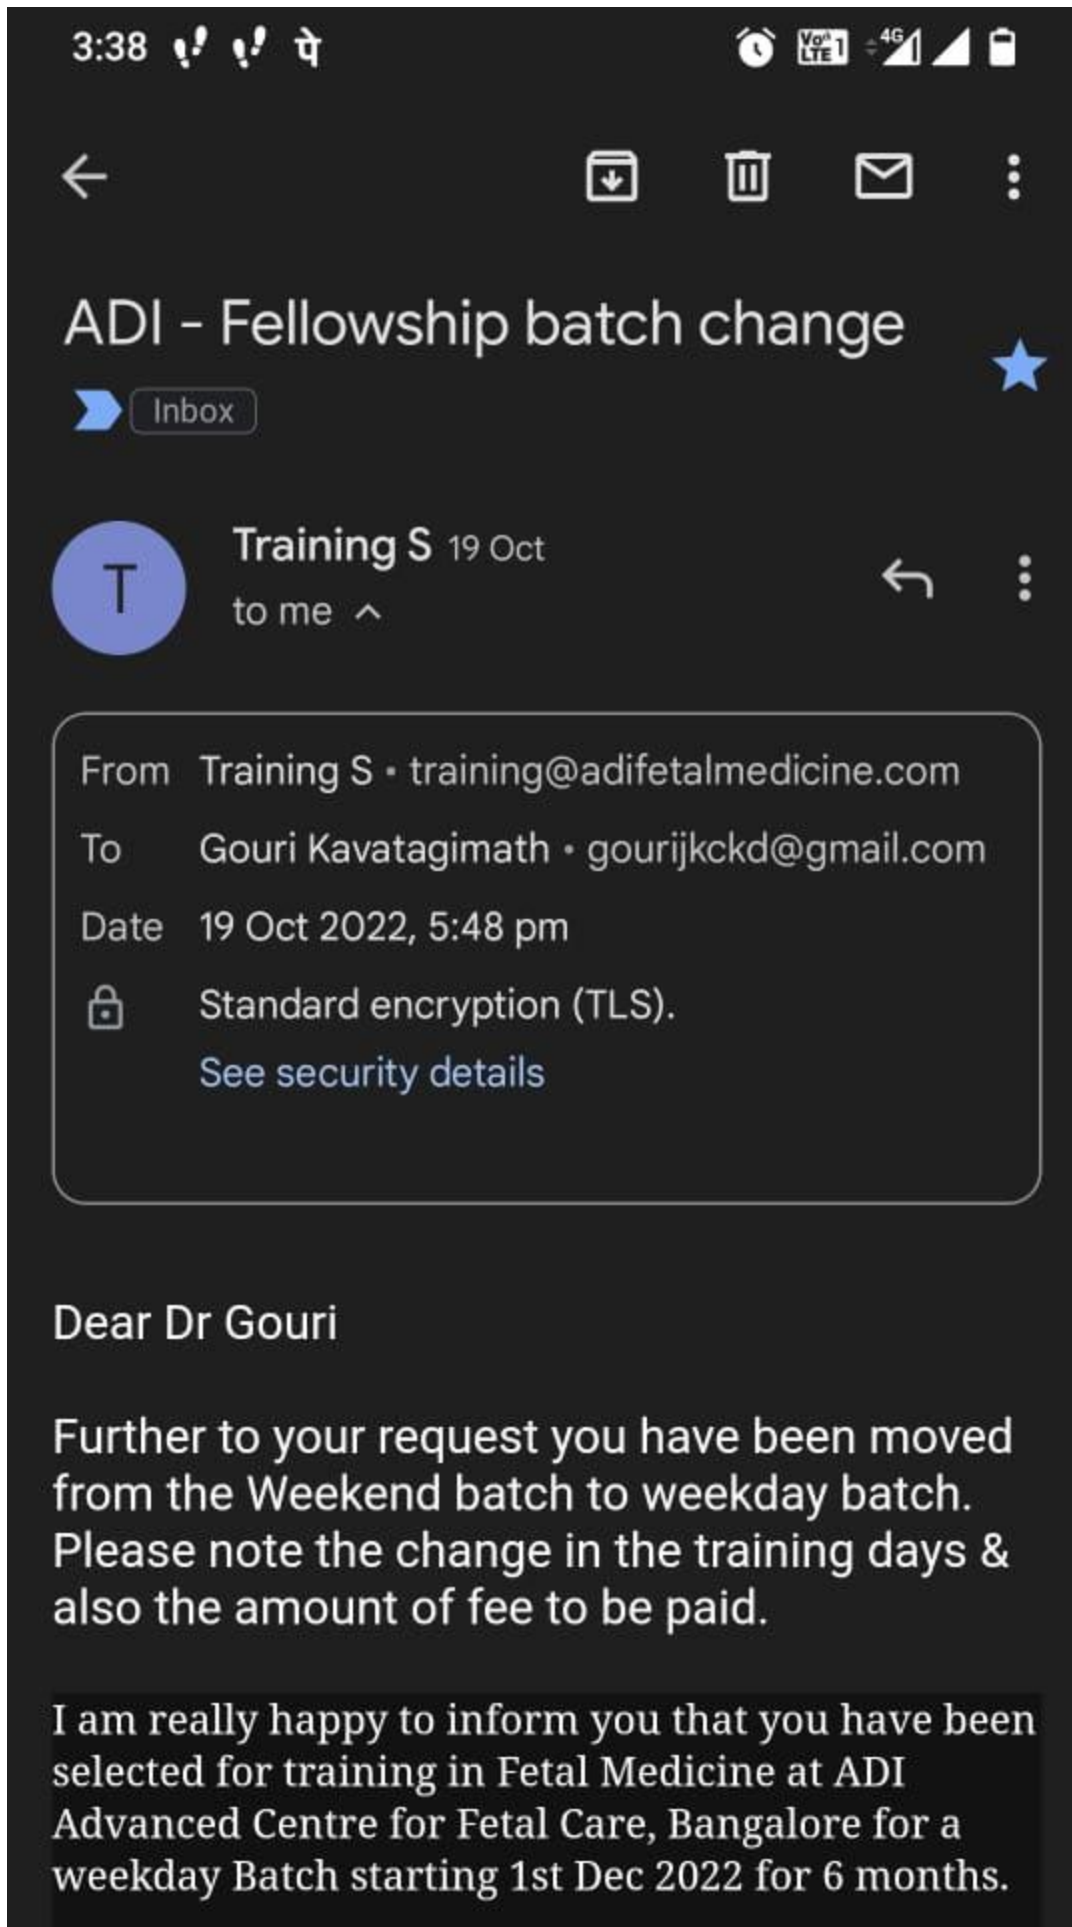 3:38 पे Vo LTE 1 4G
ADI - Fellowship batch change
Inbox
T
Training S 19 Oct
to me
From Training S • training@adifetalmedicine.com
To Gouri Kavatagimath • gourijkckd@gmail.com
Date 19 Oct 2022, 5:48 pm
Standard encryption (TLS).
See security details
Dear Dr Gouri
Further to your request you have been moved
from the Weekend batch to weekday batch.
Please note the change in the training days &
also the amount of fee to be paid.
I am really happy to inform you that you have been
selected for training in Fetal Medicine at ADI
Advanced Centre for Fetal Care, Bangalore for a
weekday Batch starting 1st Dec 2022 for 6 months.